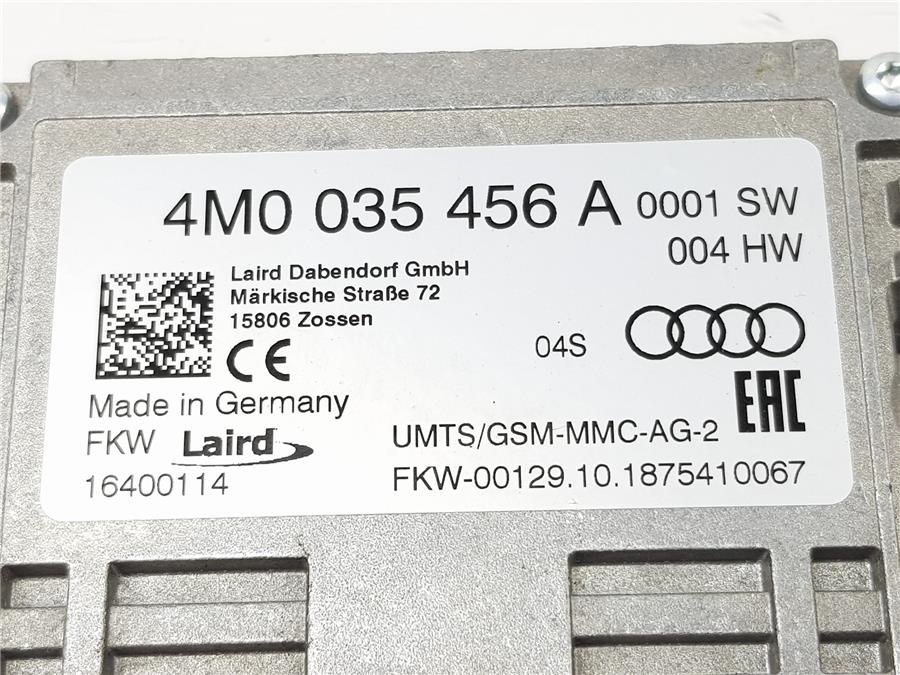 4M0 035 456 A 0001 SW
004 HW
Laird Dabendorf GmbH
Märkische Straße 72
15806 Zossen
04S
CE
EAC
Made in Germany
FKW Laird
UMTS/GSM-MMC-AG-2
16400114
FKW-00129.10.1875410067